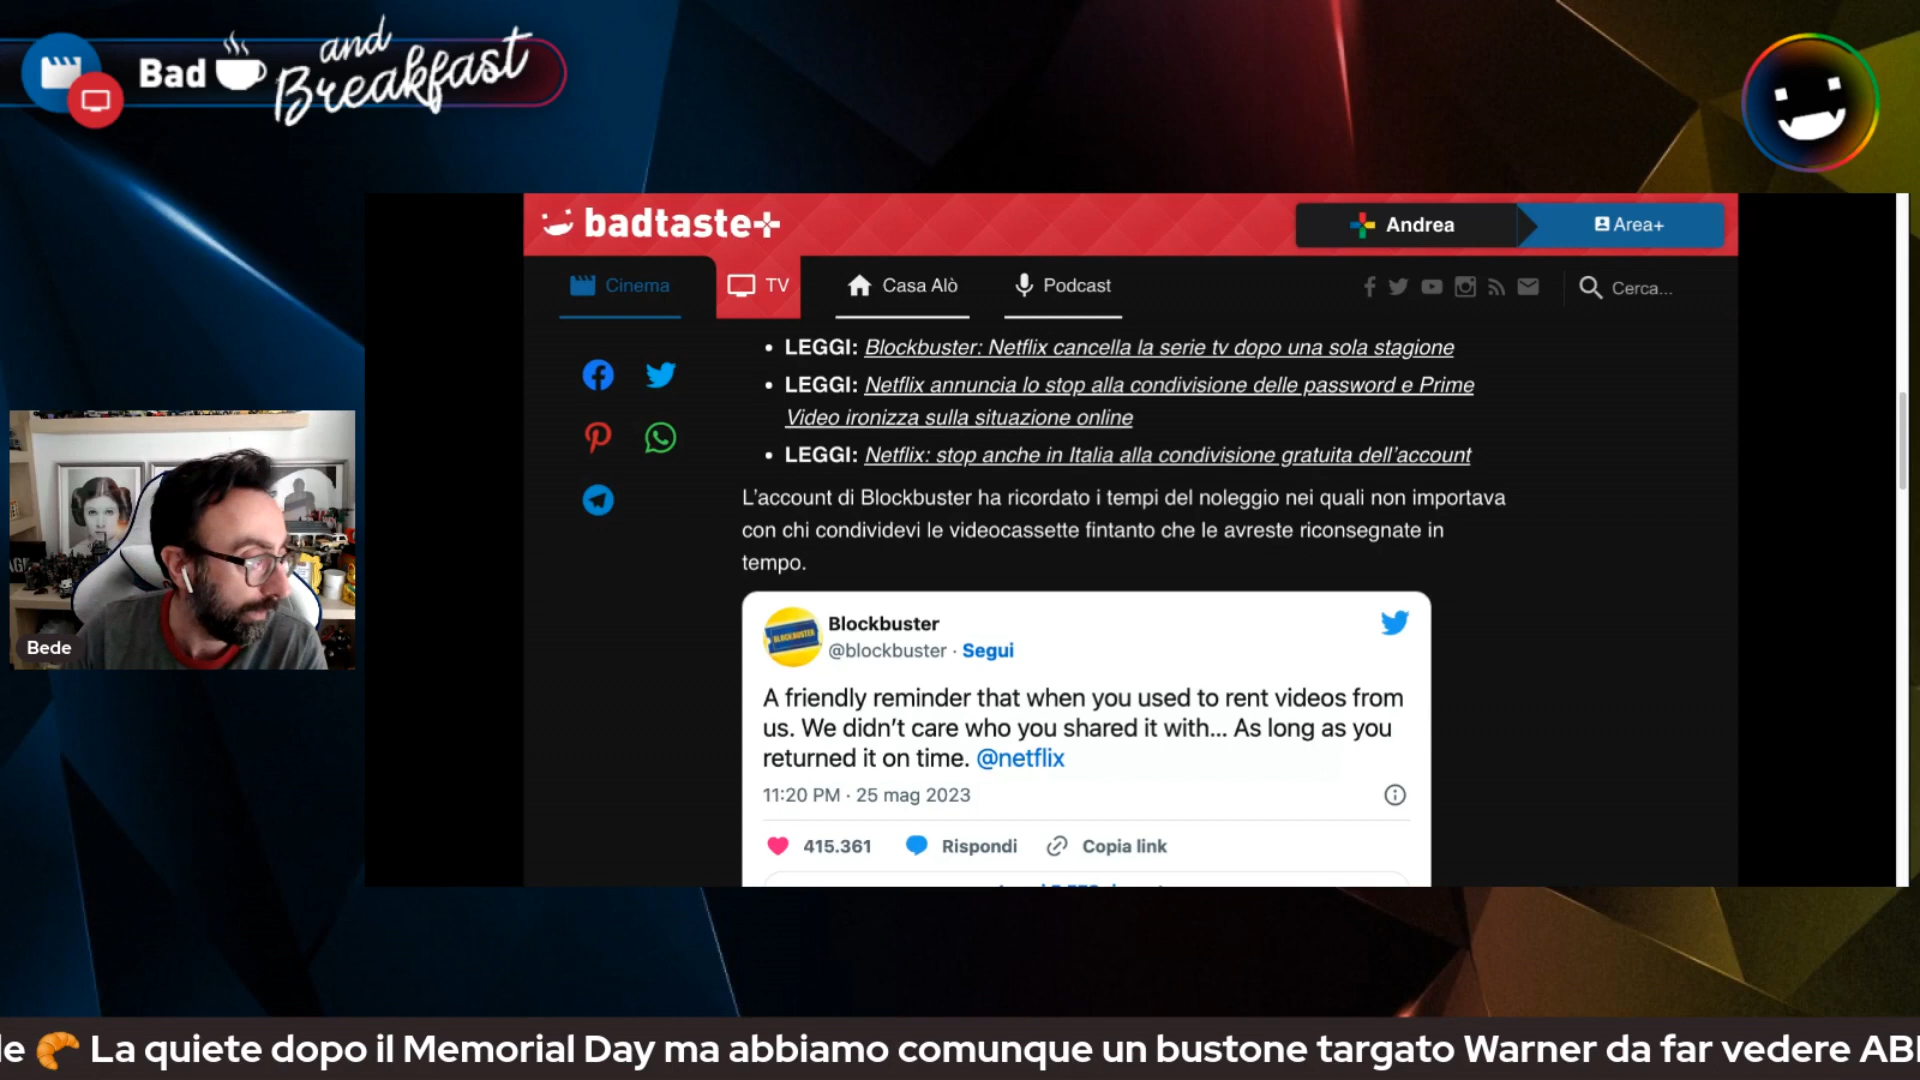 Bad and Breakfast
badtaste+
Andrea
Area+
Cinema
TV
Casa Alò
Podcast
Cerca...
• LEGGI: Blockbuster: Netflix cancella la serie tv dopo una sola stagione
• LEGGI: Netflix annuncia lo stop alla condivisione delle password e Prime
Video ironizza sulla situazione online
• LEGGI: Netflix: stop anche in Italia alla condivisione gratuita dell'account
L'account di Blockbuster ha ricordato i tempi del noleggio nei quali non importava
con chi condividevi le videocassette fintanto che le avreste riconsegnate in
tempo.
BLOCKBUSTER
Blockbuster
@blockbuster · Segui
A friendly reminder that when you used to rent videos from
us. We didn't care who you shared it with... As long as you
returned it on time. @netflix
11:20 PM · 25 mag 2023
415.361
Rispondi
Copia link
Bede
La quiete dopo il Memorial Day ma abbiamo comunque un bustone targato Warner da far vedere